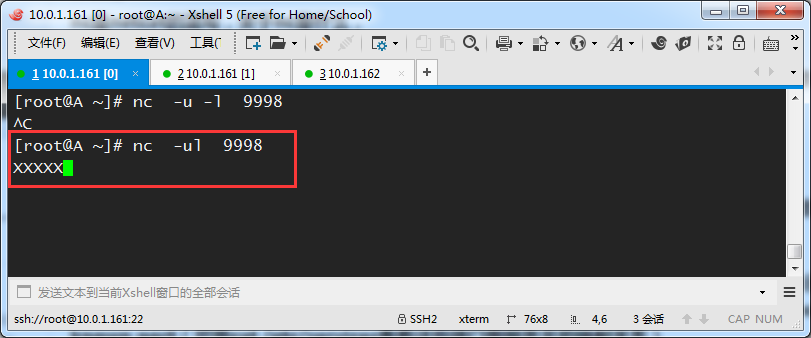 10.0.1.161 [0] - root@A:~ - Xshell 5 (Free for Home/School)
文件(F) 编辑(E) 查看(V) 工具(
1 10.0.1.161 [0] × 2 10.0.1.161 [1] × 3 10.0.1.162 × +
[root@A ~]# nc  -u -l  9998
^C
[root@A ~]# nc  -ul  9998
XXXXX
发送文本到当前Xshell窗口的全部会话
ssh://root@10.0.1.161:22 SSH2 xterm 76x8 4,6 3 会话 CAP NUM